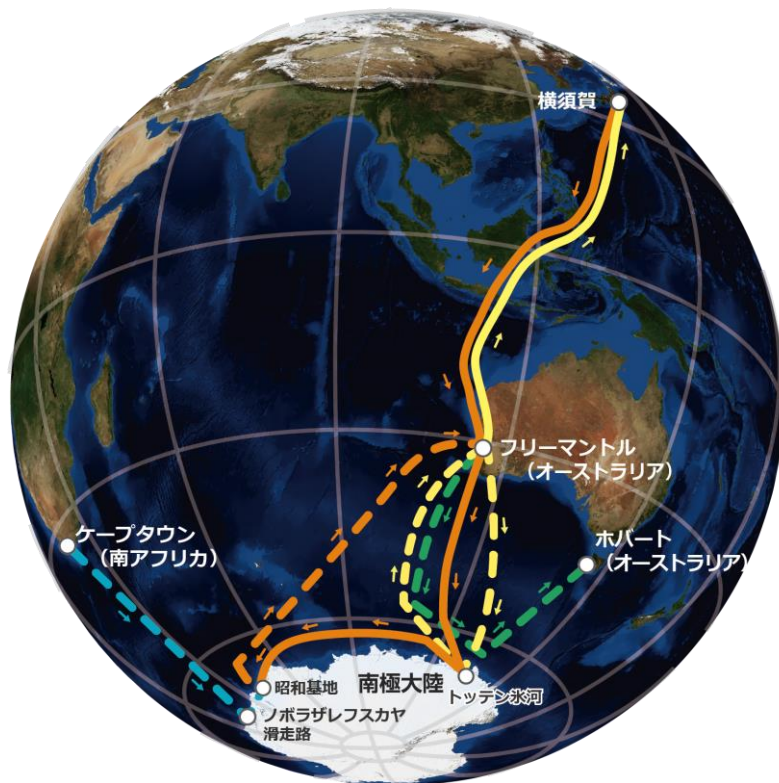 横須賀
フリーマントル
(オーストラリア)
ケープタウン
(南アフリカ)
ホバート
(オーストラリア)
昭和基地
南極大陸
トッテン氷河
ノボラザレフスカヤ
滑走路